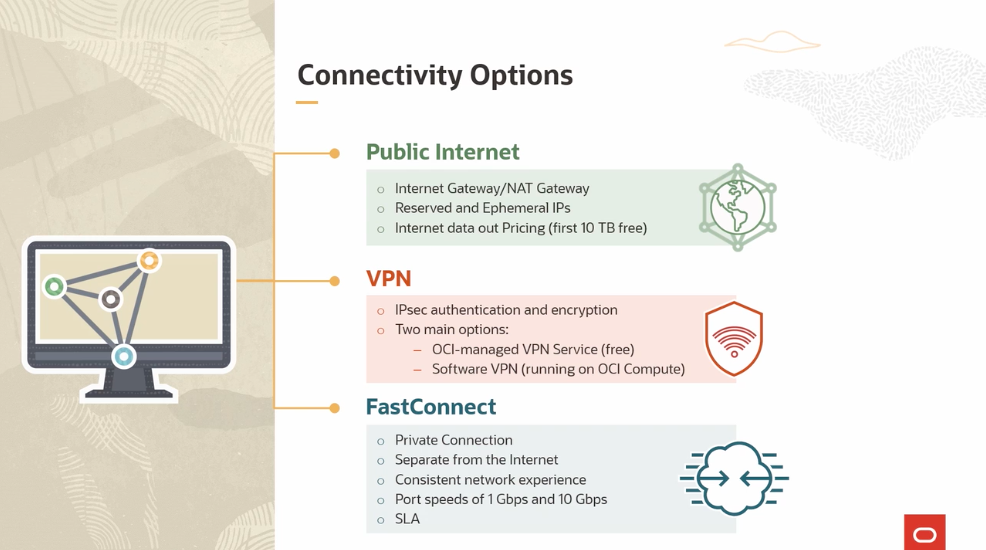 Connectivity Options
Public Internet
○ Internet Gateway/NAT Gateway
○ Reserved and Ephemeral IPs
○ Internet data out Pricing (first 10 TB free)
VPN
○ IPsec authentication and encryption
○ Two main options:
– OCI-managed VPN Service (free)
– Software VPN (running on OCI Compute)
FastConnect
○ Private Connection
○ Separate from the Internet
○ Consistent network experience
○ Port speeds of 1 Gbps and 10 Gbps
○ SLA